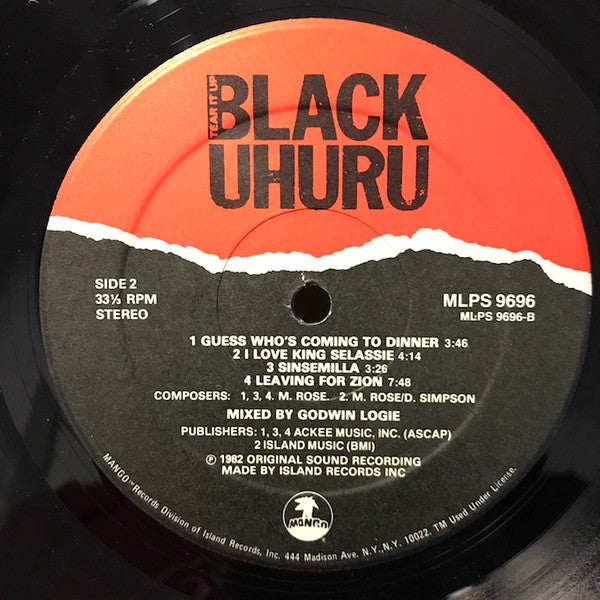 TEAR IT UP
BLACK
UHURU
SIDE 2
33⅓ RPM
STEREO
MLPS 9696
MLPS 9696-B
1 GUESS WHO'S COMING TO DINNER 3:46
2 I LOVE KING SELASSIE 4:14
3 SINSEMILLA 3:26
4 LEAVING FOR ZION 7:48
COMPOSERS: 1, 3, 4. M. ROSE. 2. M. ROSE/D. SIMPSON
MIXED BY GODWIN LOGIE
PUBLISHERS: 1, 3, 4 ACKEE MUSIC, INC. (ASCAP)
2 ISLAND MUSIC (BMI)
℗ 1982 ORIGINAL SOUND RECORDING
MADE BY ISLAND RECORDS INC
MANGO
MANGO™ Records Division of Island Records, Inc. 444 Madison Ave. N.Y., N.Y. 10022. TM Used Under License.